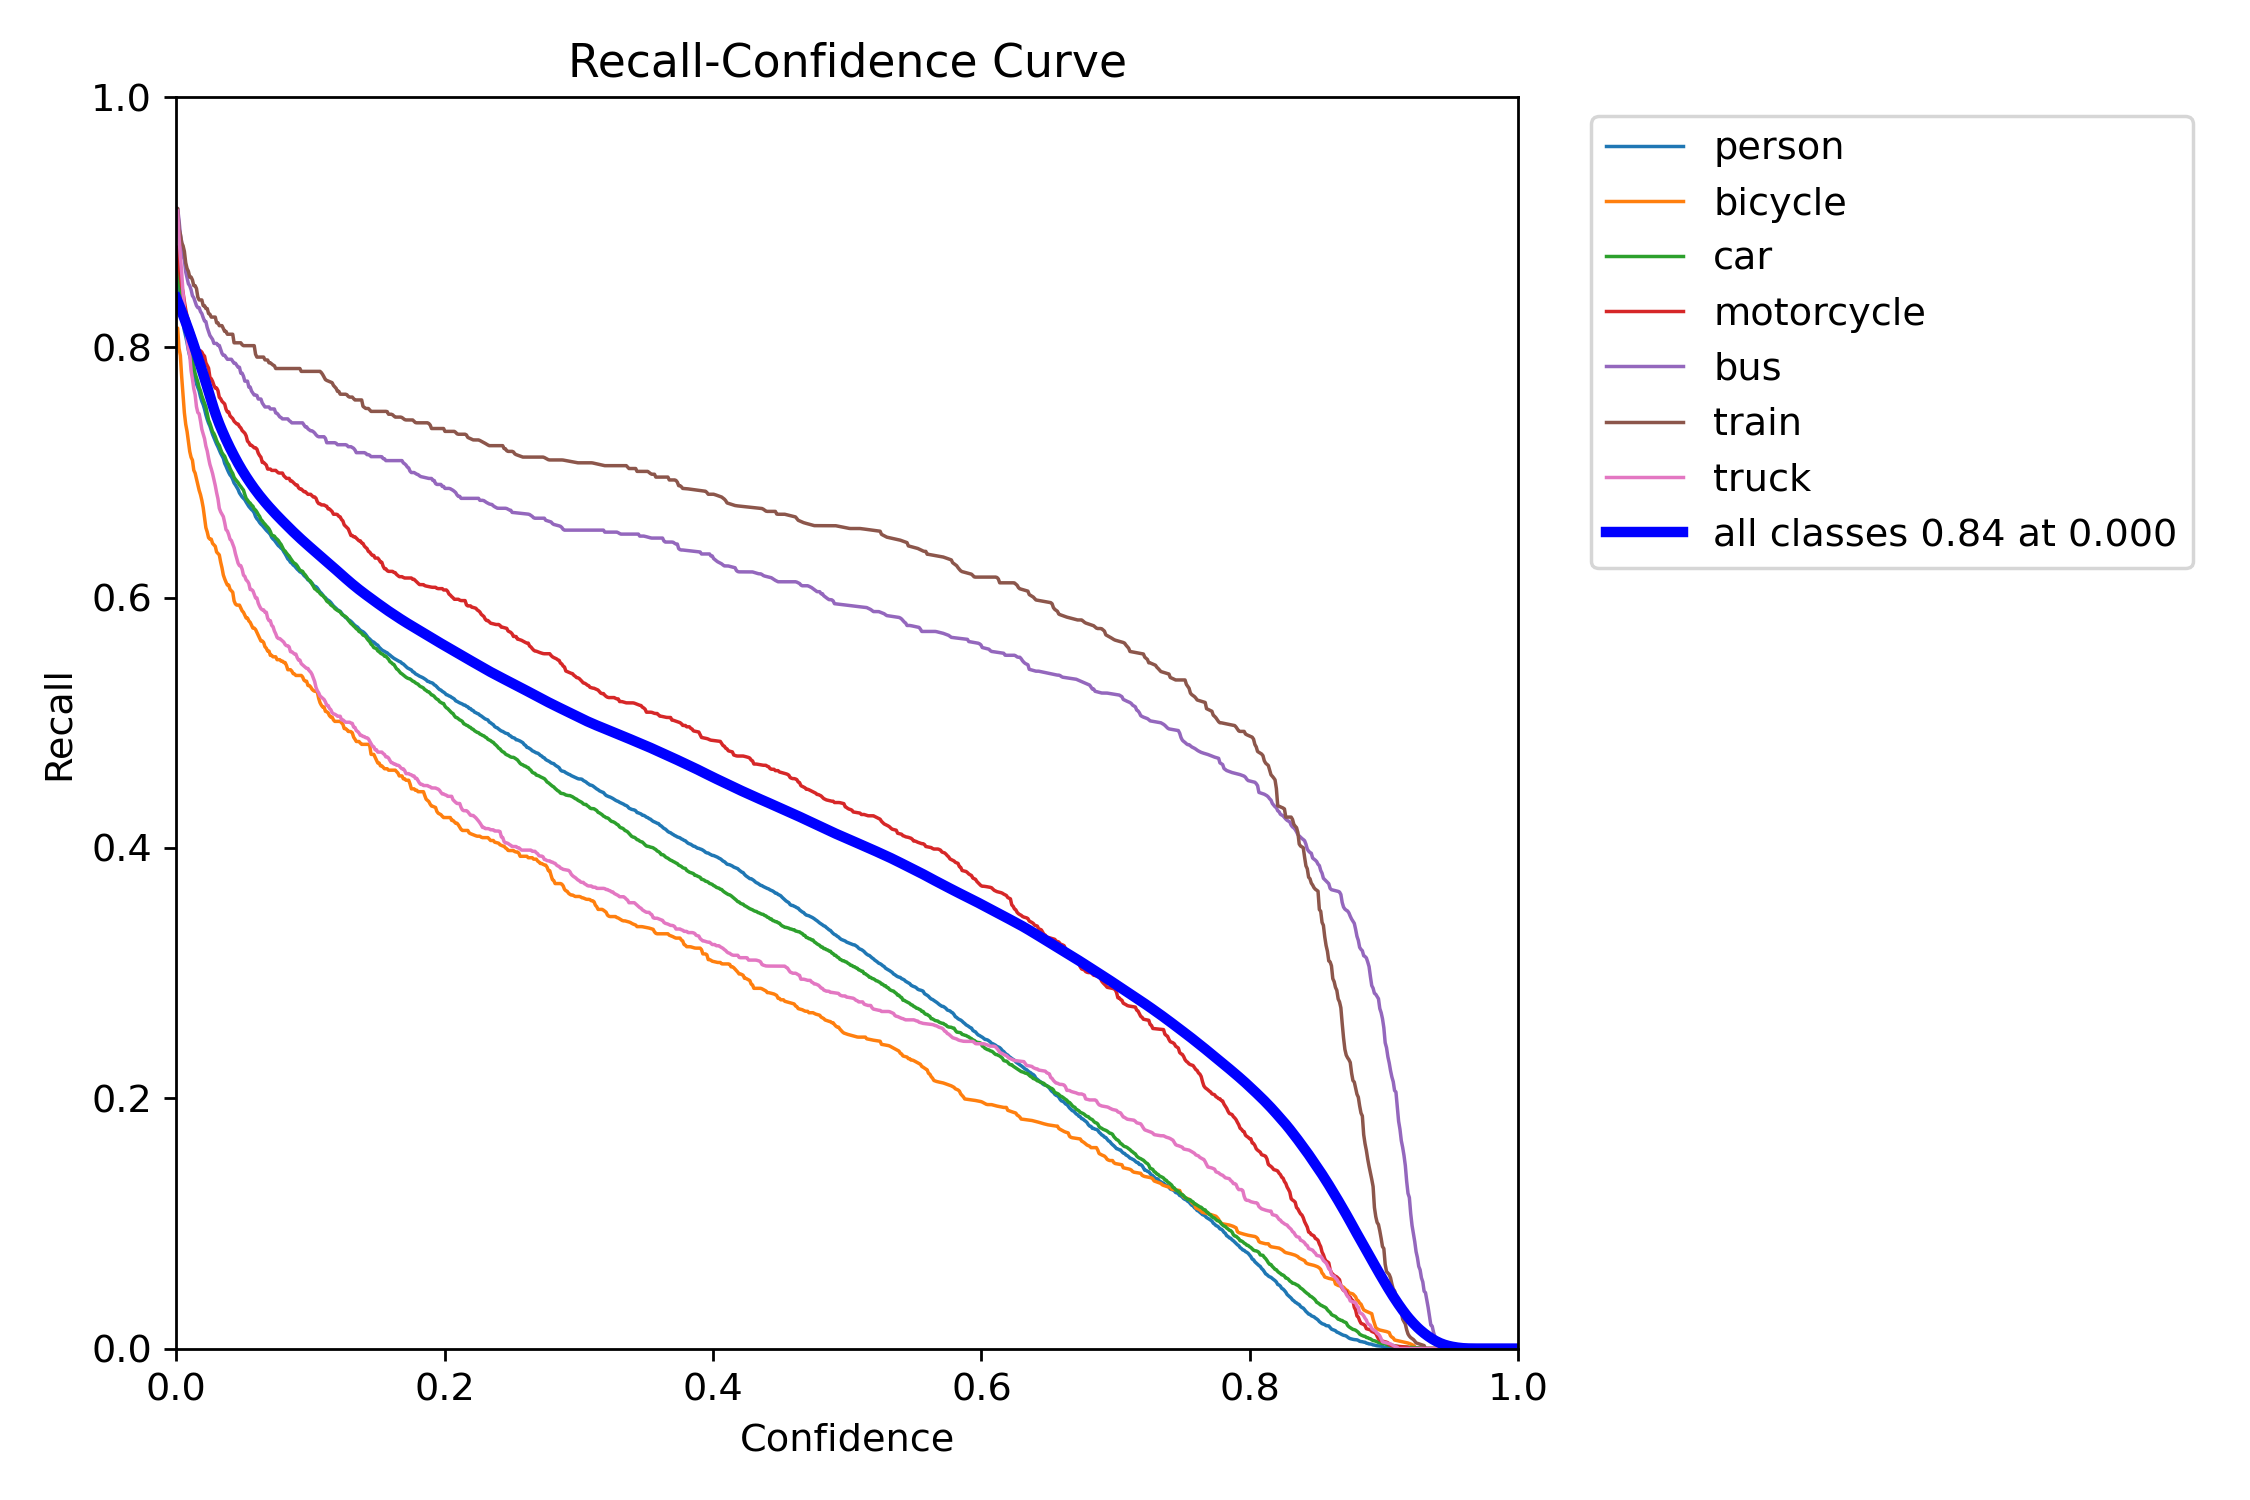 Recall-Confidence Curve
1.0
0.8
0.6
0.4
0.2
0.0
Recall
0.0 0.2 0.4 0.6 0.8 1.0
Confidence
person
bicycle
car
motorcycle
bus
train
truck
all classes 0.84 at 0.000